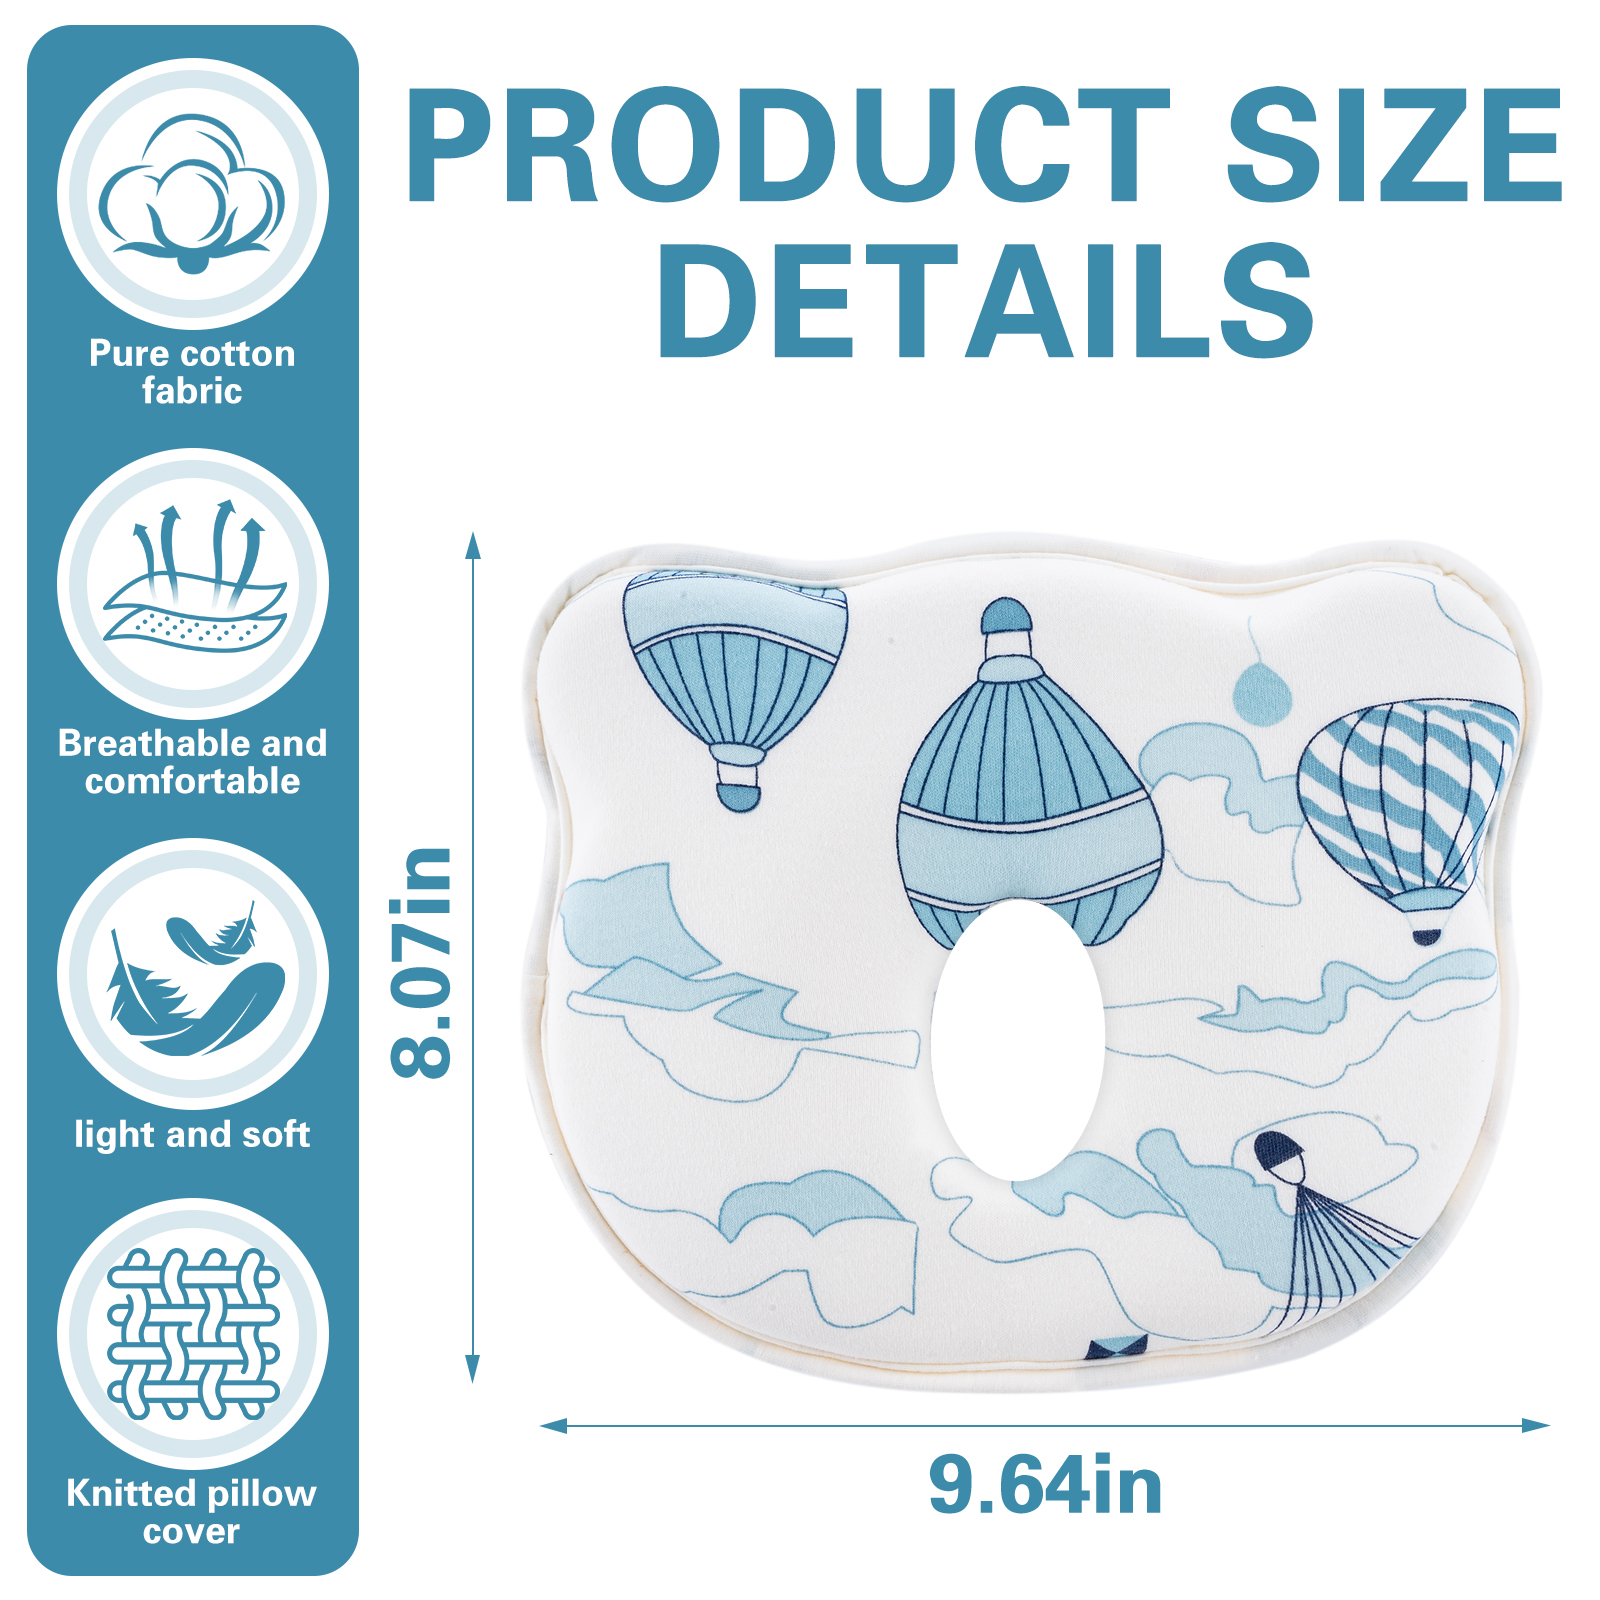 PRODUCT SIZE
DETAILS
Pure cotton
fabric
Breathable and
comfortable
light and soft
Knitted pillow
cover
8.07in
9.64in